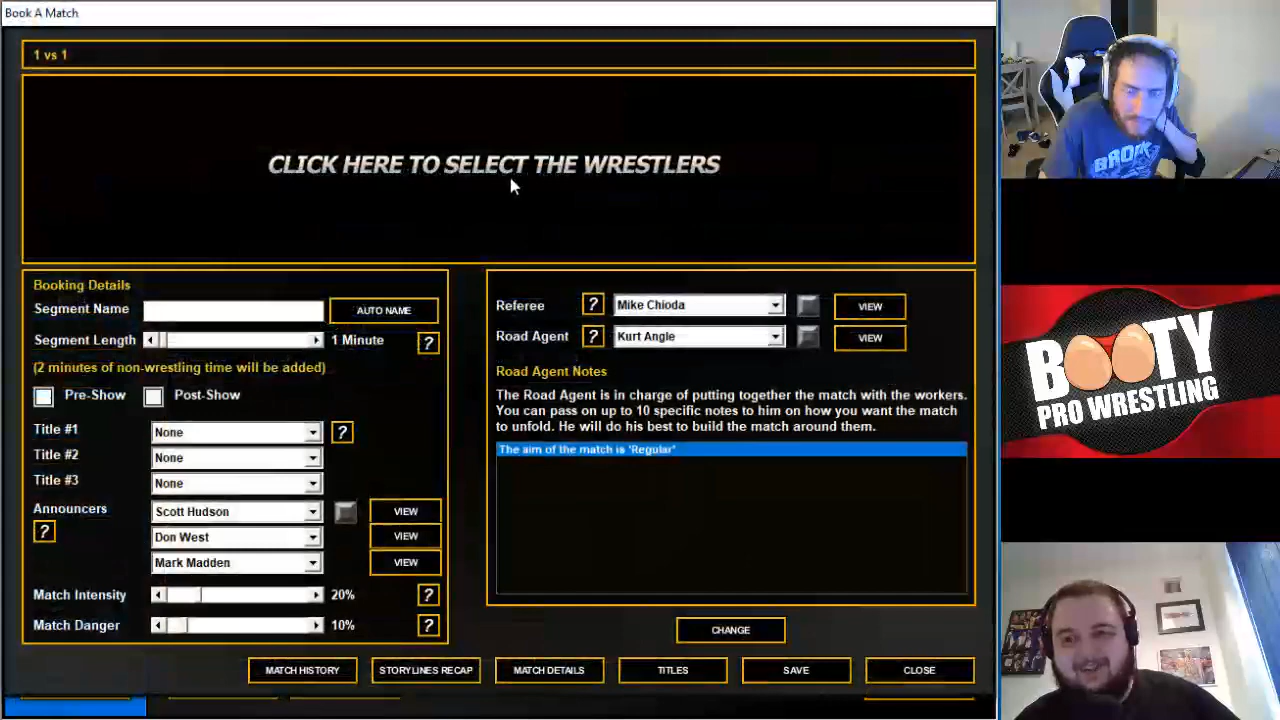 Book A Match
1 vs 1
CLICK HERE TO SELECT THE WRESTLERS
Booking Details
Segment Name
AUTO NAME
Segment Length
1 Minute
?
(2 minutes of non-wrestling time will be added)
Pre-Show
Post-Show
Title #1
None
?
Title #2
None
Title #3
None
Announcers
?
Scott Hudson
VIEW
Don West
VIEW
Mark Madden
VIEW
Match Intensity
20%
?
Match Danger
10%
?
Referee
?
Mike Chioda
VIEW
Road Agent
?
Kurt Angle
VIEW
Road Agent Notes
The Road Agent is in charge of putting together the match with the workers.
You can pass on up to 10 specific notes to him on how you want the match
to unfold. He will do his best to build the match around them.
The aim of the match is 'Regular'
CHANGE
MATCH HISTORY
STORYLINES RECAP
MATCH DETAILS
TITLES
SAVE
CLOSE
BOOTY
PRO WRESTLING